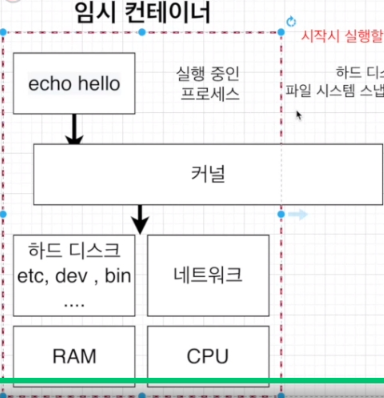 임시 컨테이너
시작시 실행할
echo hello
실행 중인
프로세스
하드 디스
파일 시스템 스냅
커널
하드 디스크
etc, dev , bin
....
네트워크
RAM
CPU